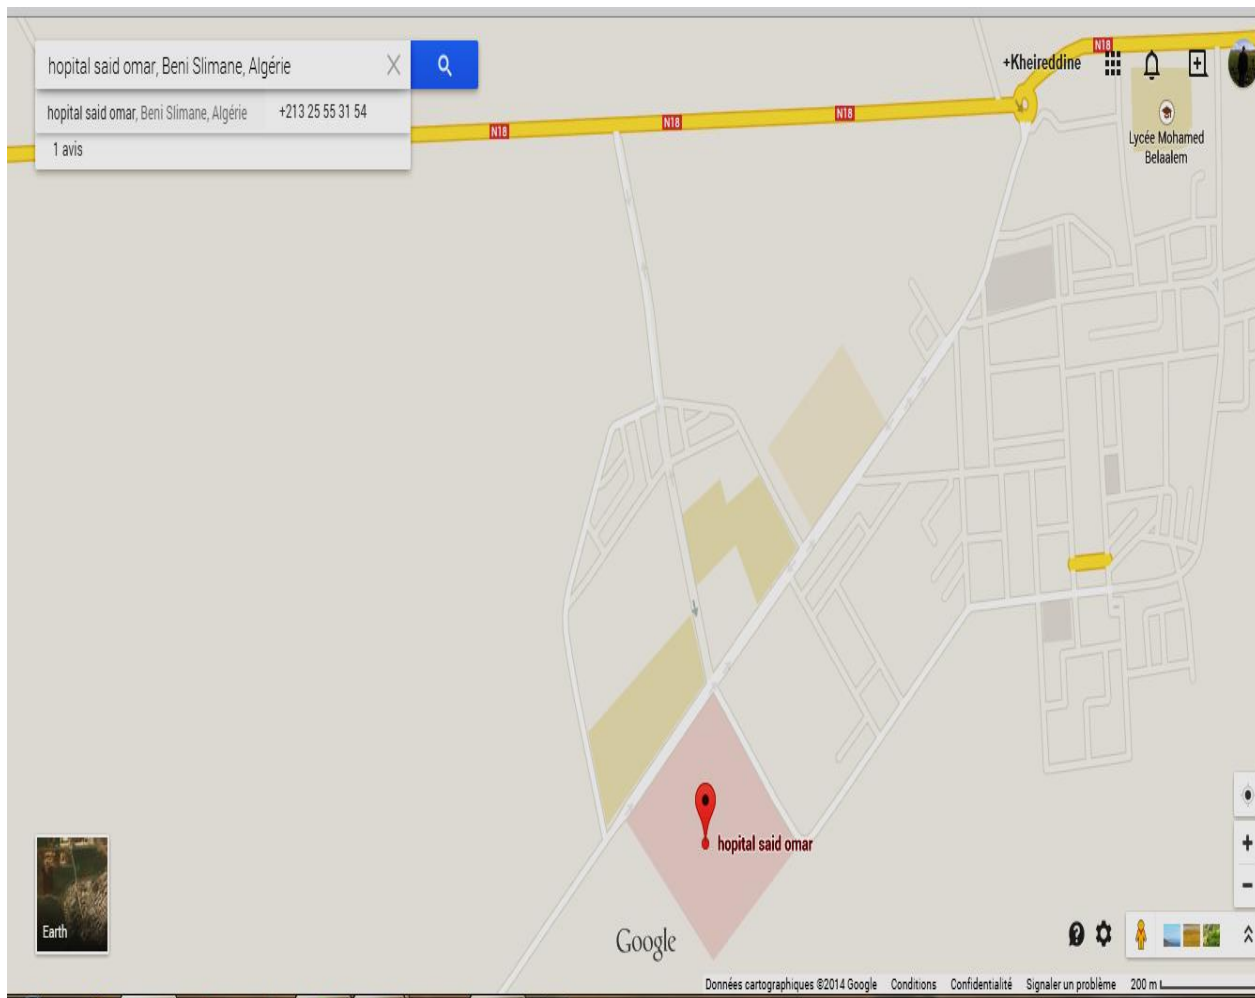 hopital said omar, Beni Slimane, Algérie
hopital said omar, Beni Slimane, Algérie +213 25 55 31 54
1 avis
+Kheireddine
N18
N18
N18
N18
Lycée Mohamed
Belaalem
hopital said omar
Earth
Google
Données cartographiques ©2014 Google Conditions Confidentialité Signaler un problème 200 m